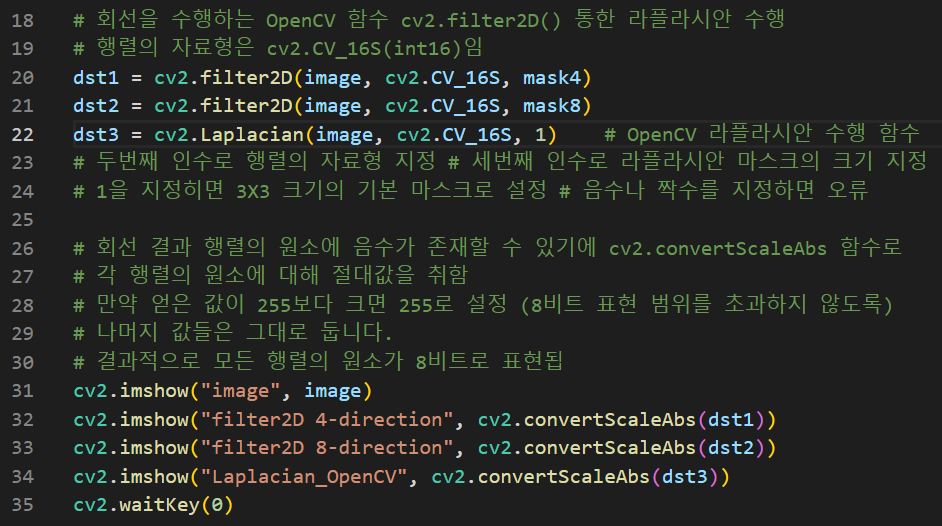 18 # 회선을 수행하는 OpenCV 함수 cv2.filter2D() 통한 라플라시안 수행
19 # 행렬의 자료형은 cv2.CV_16S(int16)임
20 dst1 = cv2.filter2D(image, cv2.CV_16S, mask4)
21 dst2 = cv2.filter2D(image, cv2.CV_16S, mask8)
22 dst3 = cv2.Laplacian(image, cv2.CV_16S, 1) # OpenCV 라플라시안 수행 함수
23 # 두번째 인수로 행렬의 자료형 지정 # 세번째 인수로 라플라시안 마스크의 크기 지정
24 # 1을 지정히면 3X3 크기의 기본 마스크로 설정 # 음수나 짝수를 지정하면 오류
25
26 # 회선 결과 행렬의 원소에 음수가 존재할 수 있기에 cv2.convertScaleAbs 함수로
27 # 각 행렬의 원소에 대해 절대값을 취함
28 # 만약 얻은 값이 255보다 크면 255로 설정 (8비트 표현 범위를 초과하지 않도록)
29 # 나머지 값들은 그대로 둡니다.
30 # 결과적으로 모든 행렬의 원소가 8비트로 표현됩
31 cv2.imshow("image", image)
32 cv2.imshow("filter2D 4-direction", cv2.convertScaleAbs(dst1))
33 cv2.imshow("filter2D 8-direction", cv2.convertScaleAbs(dst2))
34 cv2.imshow("Laplacian_OpenCV", cv2.convertScaleAbs(dst3))
35 cv2.waitKey(0)